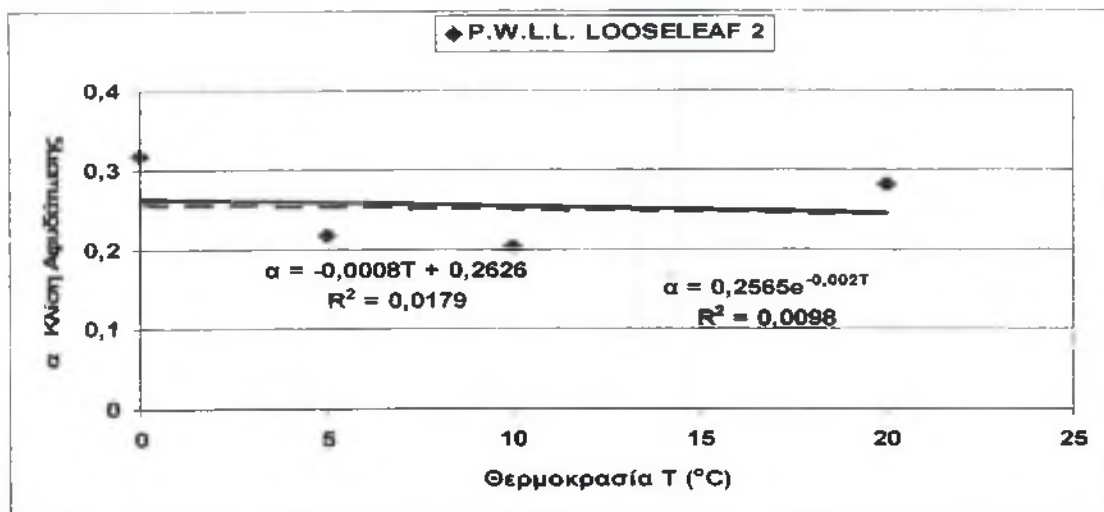 P.W.L.L. LOOSELEAF 2
0,4
0,3
0,2
0,1
0
α Κλίση Αφυδάτωσης
α = -0,0008T + 0,2626
R² = 0,0179
α = 0,2565e^-0.002T
R² = 0,0098
0 5 10 15 20 25
Θερμοκρασία T (°C)